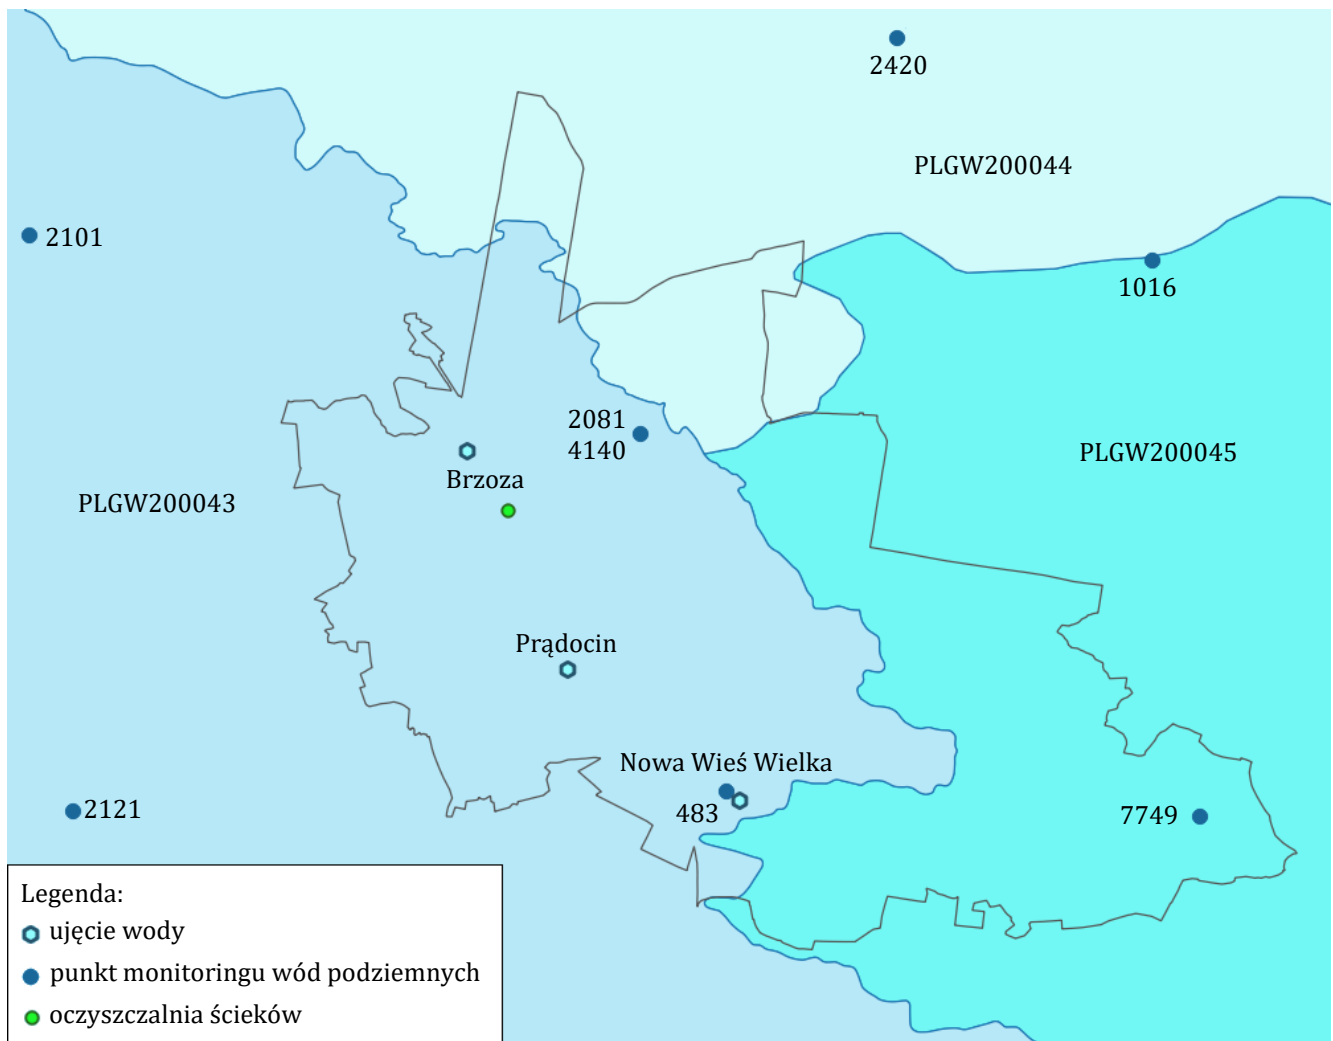 2420
PLGW200044
2101
1016
2081
4140
PLGW200045
Brzoza
PLGW200043
Prądocin
Nowa Wieś Wielka
483
2121
7749
Legenda:
ujęcie wody
punkt monitoringu wód podziemnych
oczyszczalnia ścieków